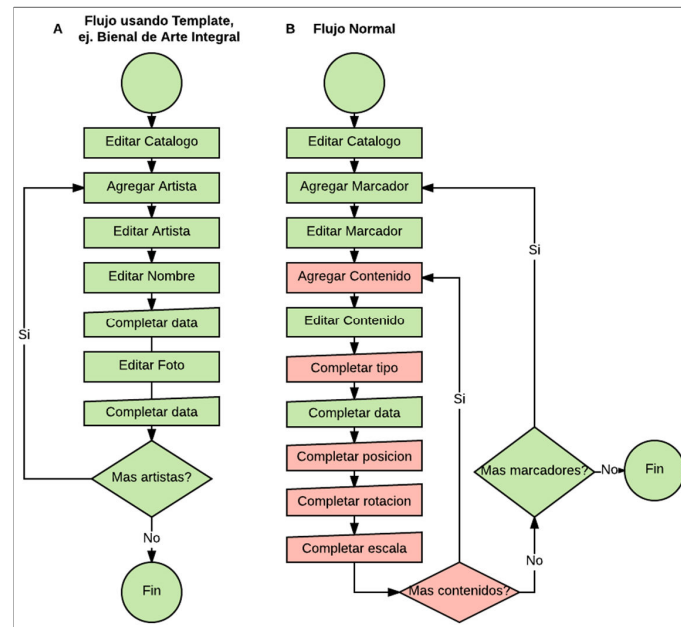 A
Flujo usando Template,
ej. Bienal de Arte Integral
Editar Catalogo
Agregar Artista
Editar Artista
Editar Nombre
Completar data
Editar Foto
Completar data
Mas artistas?
Si
No
Fin
B
Flujo Normal
Editar Catalogo
Agregar Marcador
Editar Marcador
Agregar Contenido
Editar Contenido
Completar tipo
Completar data
Completar posicion
Completar rotacion
Completar escala
Mas contenidos?
Si
No
Mas marcadores?
Si
No
Fin